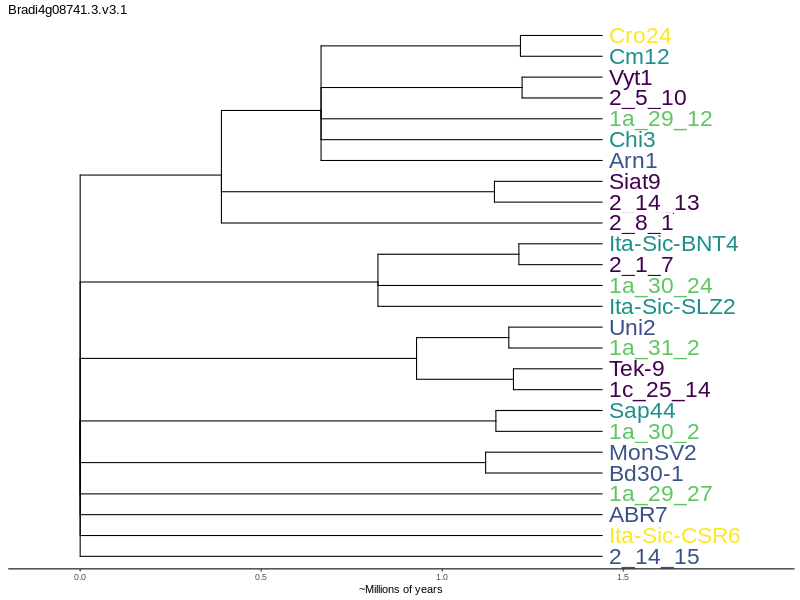 Bradi4g08741.3.v3.1
Cro24
Cm12
Vyt1
2_5_10
1a_29_12
Chi3
Arn1
Siat9
2_14_13
2_8_1
Ita-Sic-BNT4
2_1_7
1a_30_24
Ita-Sic-SLZ2
Uni2
1a_31_2
Tek-9
1c_25_14
Sap44
1a_30_2
MonSV2
Bd30-1
1a_29_27
ABR7
Ita-Sic-CSR6
2_14_15
0.0 0.5 1.0 1.5
~Millions of years